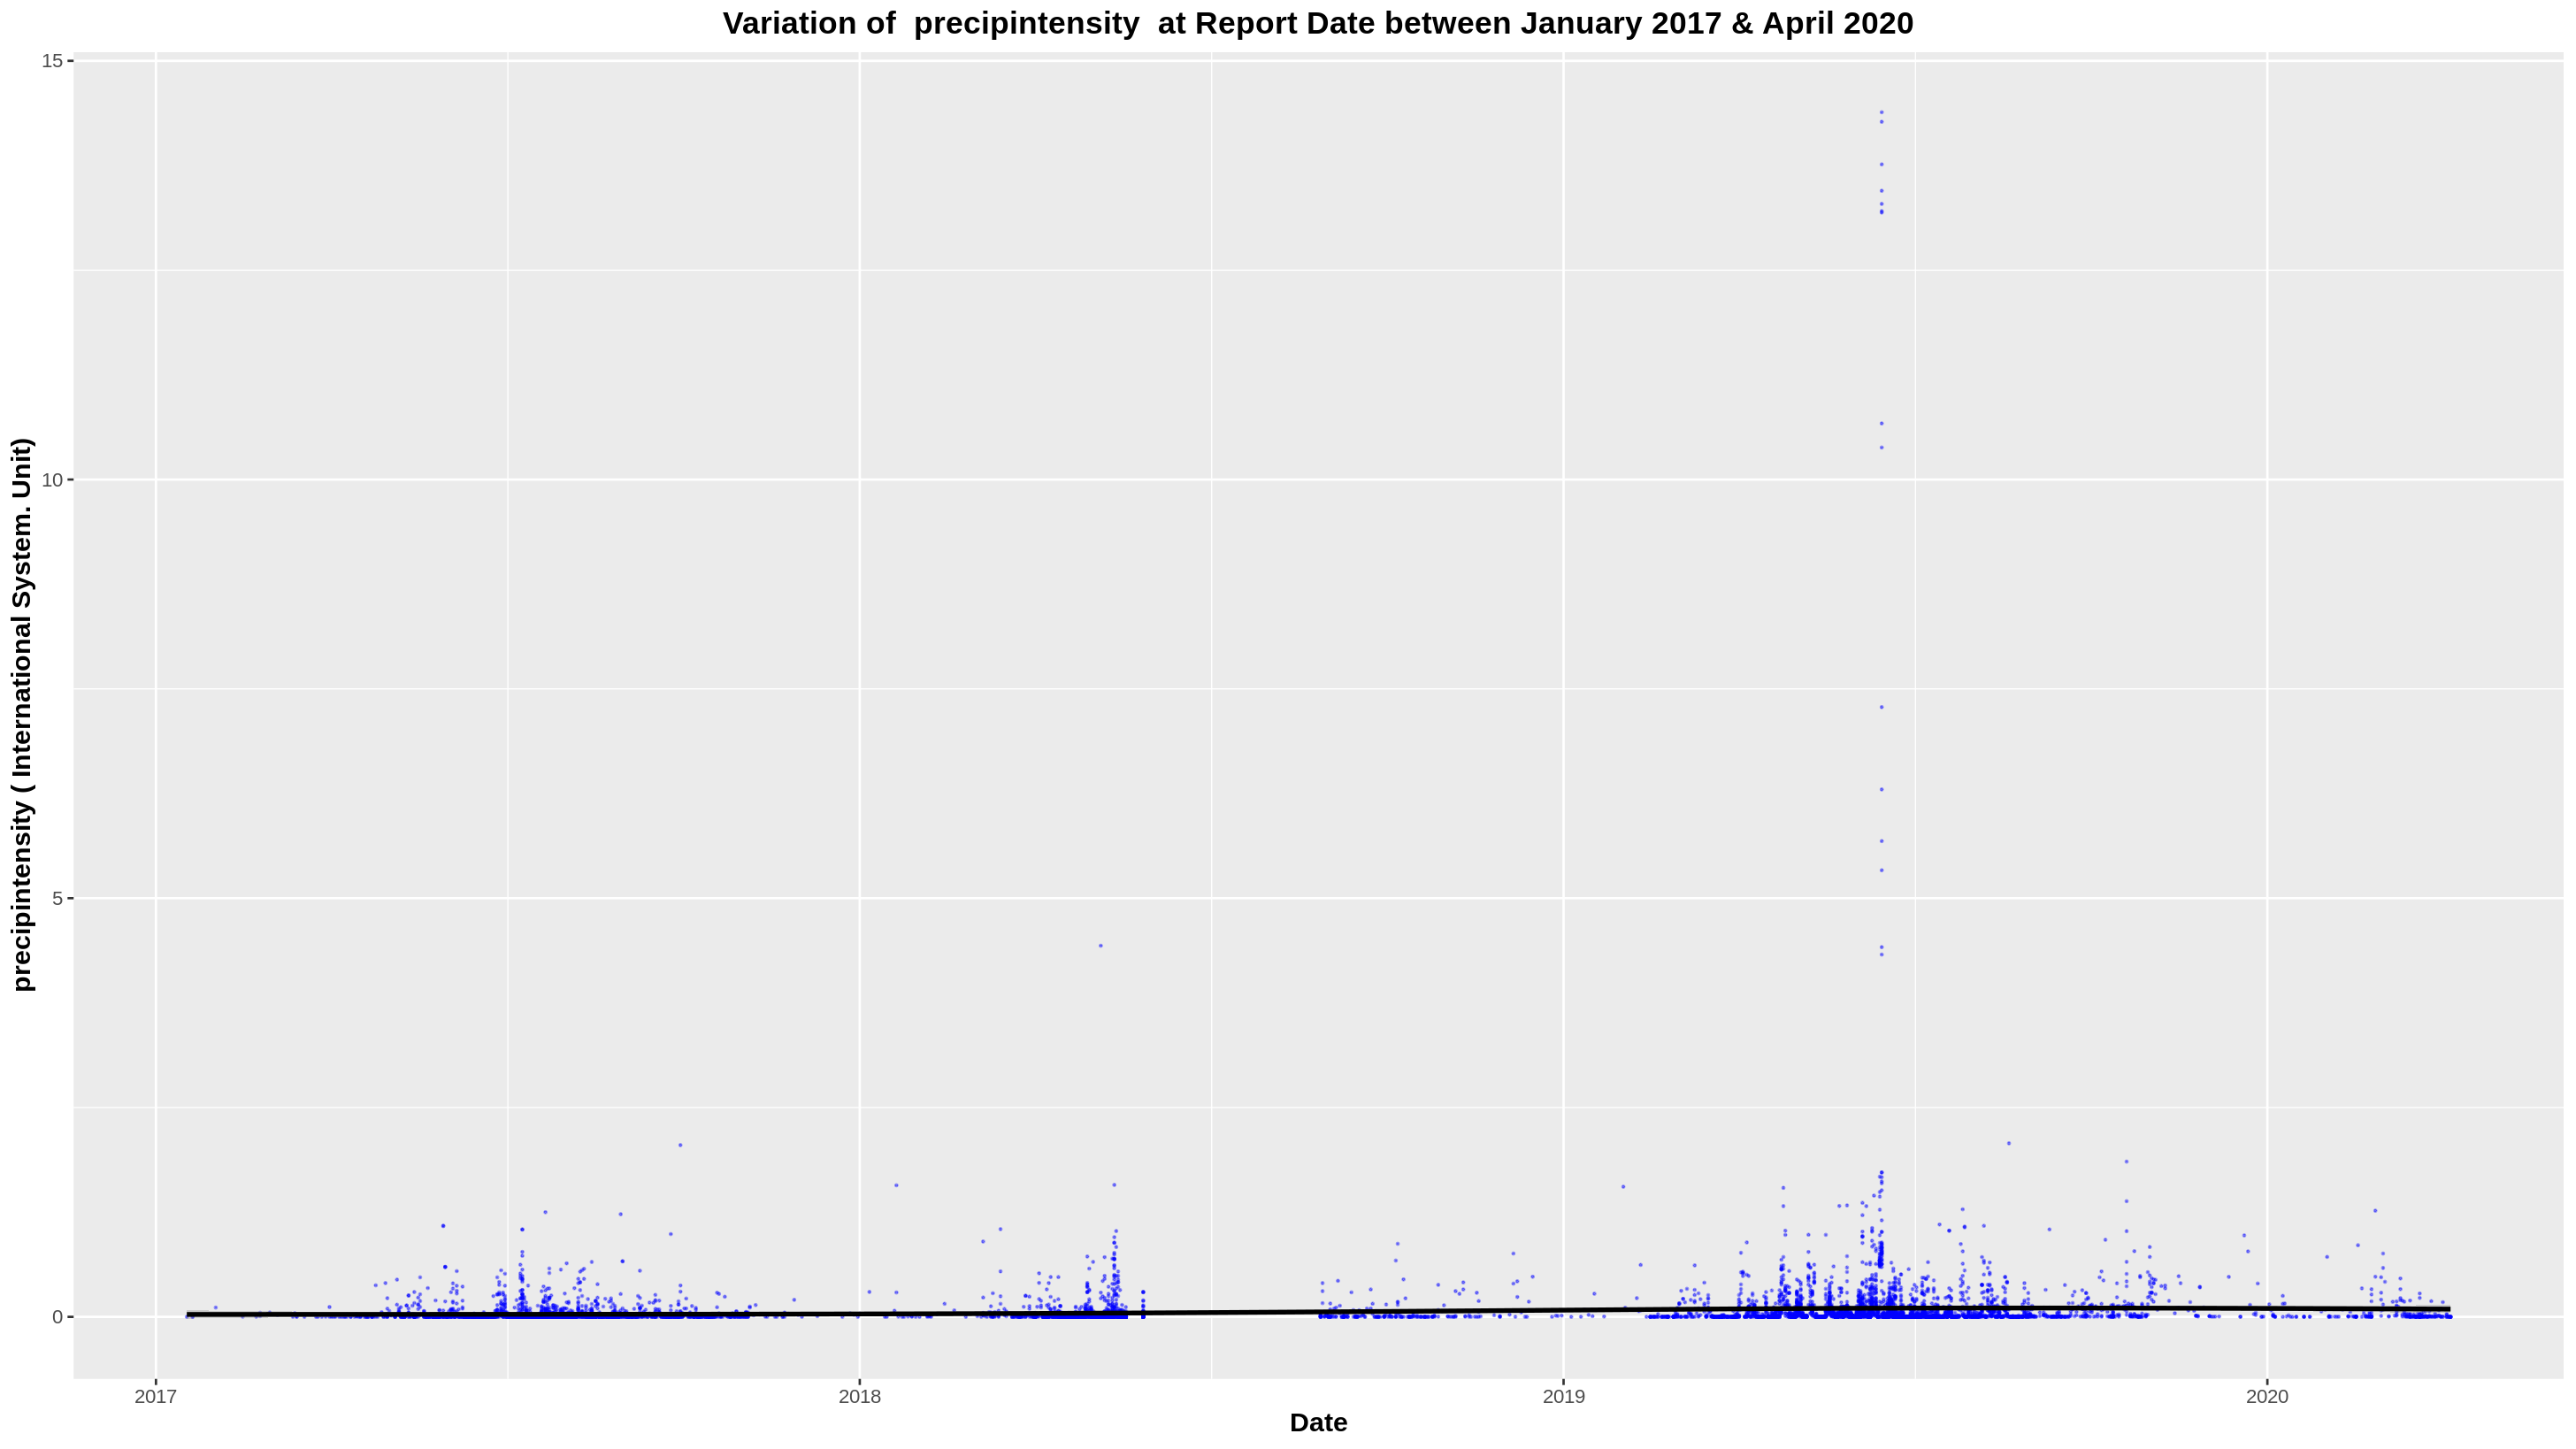 Variation of  precipintensity  at Report Date between January 2017 & April 2020
precipintensity ( International System. Unit)
15
10
5
0
2017
2018
2019
2020
Date